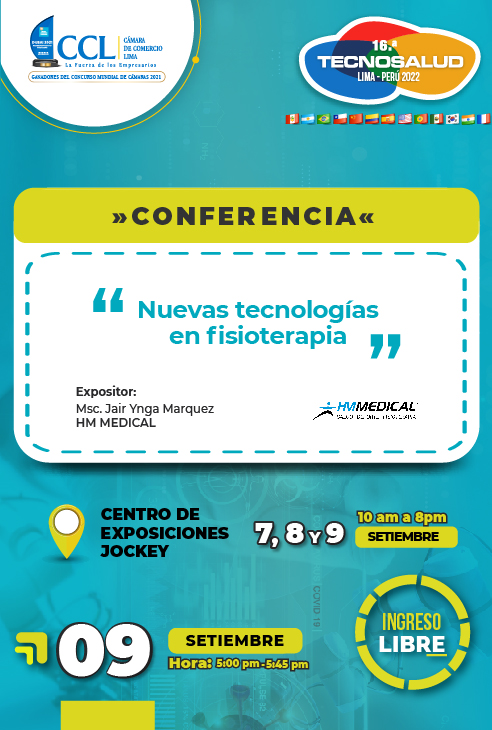 CCL
CÁMARA
DE COMERCIO
LIMA
La Fuerza de los Empresarios
GANADORES DEL CONCURSO MUNDIAL DE CÁMARAS 2021
16.ª
TECNOSALUD
LIMA - PERÚ 2022
»CONFERENCIA«
“ Nuevas tecnologías
en fisioterapia ”
Expositor:
Msc. Jair Ynga Marquez
HM MEDICAL
HMMEDICAL
CENTRO DE
EXPOSICIONES
JOCKEY
7, 8 Y 9
10 am a 8pm
SETIEMBRE
COVID 19
INGRESO
LIBRE
09
SETIEMBRE
Hora: 5:00 pm -5:45 pm